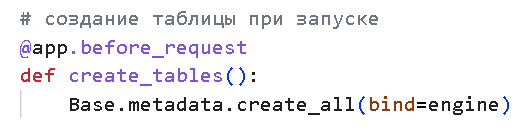 # создание таблицы при запуске
@app.before_request
def create_tables():
    Base.metadata.create_all(bind=engine)